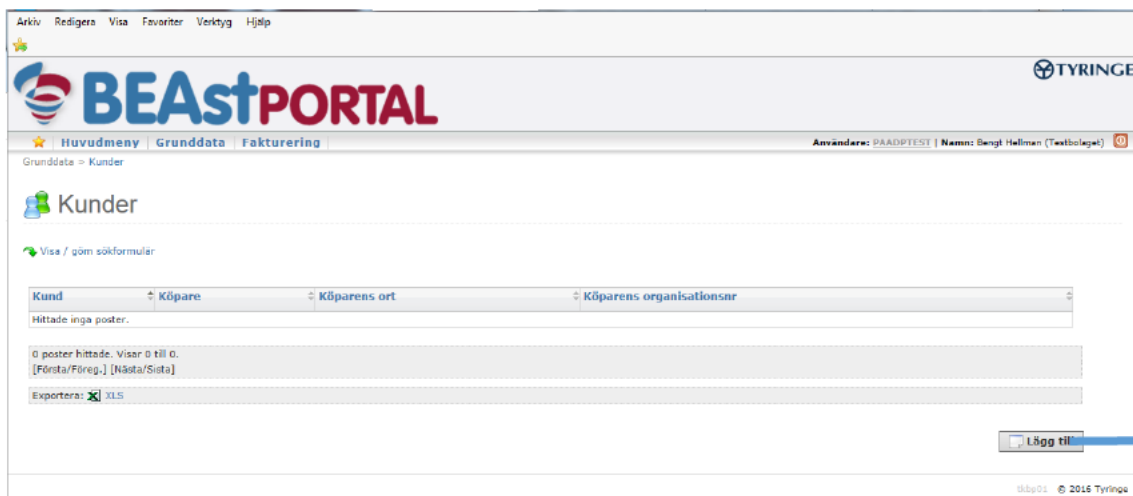 Arkiv Redigera Visa Favoriter Verktyg Hjälp
TYRINGE
BEAstPORTAL
Huvudmeny Grunddata Fakturering
Användare: PAADPTEST | Namn: Bengt Hellman (Testbolaget)
Grunddata > Kunder
Kunder
Visa / göm sökformulär
Kund Köpare Köparens ort Köparens organisationsnr
Hittade inga poster.
0 poster hittade. Visar 0 till 0.
[Första/Föreg.] [Nästa/Sista]
Exportera: XLS
Lägg till
tkbp01 © 2016 Tyringe